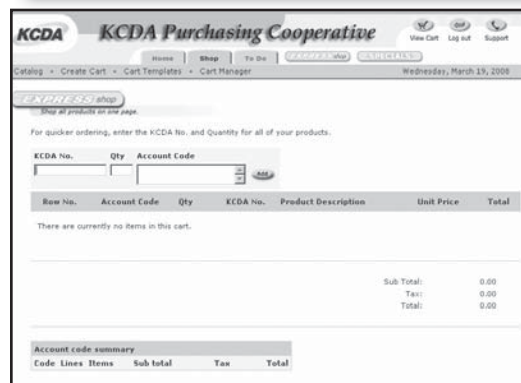 KCDA
KCDA Purchasing Cooperative
View Cart Log out Support
Home Shop To Do EXPRESS shop
Catalog • Create Cart • Cart Templates • Cart Manager Wednesday, March 19, 2008
EXPRESS shop
Shop all products on one page.
For quicker ordering, enter the KCDA No. and Quantity for all of your products.
KCDA No. Qty Account Code
Add
Row No. Account Code Qty KCDA No. Product Description Unit Price Total
There are currently no items in this cart.
Sub Total: 0.00
Tax: 0.00
Total: 0.00
Account code summary
Code Lines Items Sub total Tax Total